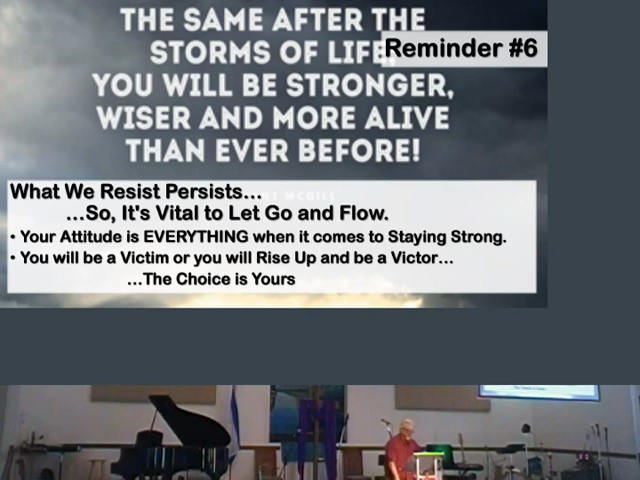 THE SAME AFTER THE
STORMS OF LIFE.
Reminder #6
YOU WILL BE STRONGER,
WISER AND MORE ALIVE
THAN EVER BEFORE!
What We Resist Persists...
...So, It's Vital to Let Go and Flow.
• Your Attitude is EVERYTHING when it comes to Staying Strong.
• You will be a Victim or you will Rise Up and be a Victor...
...The Choice is Yours